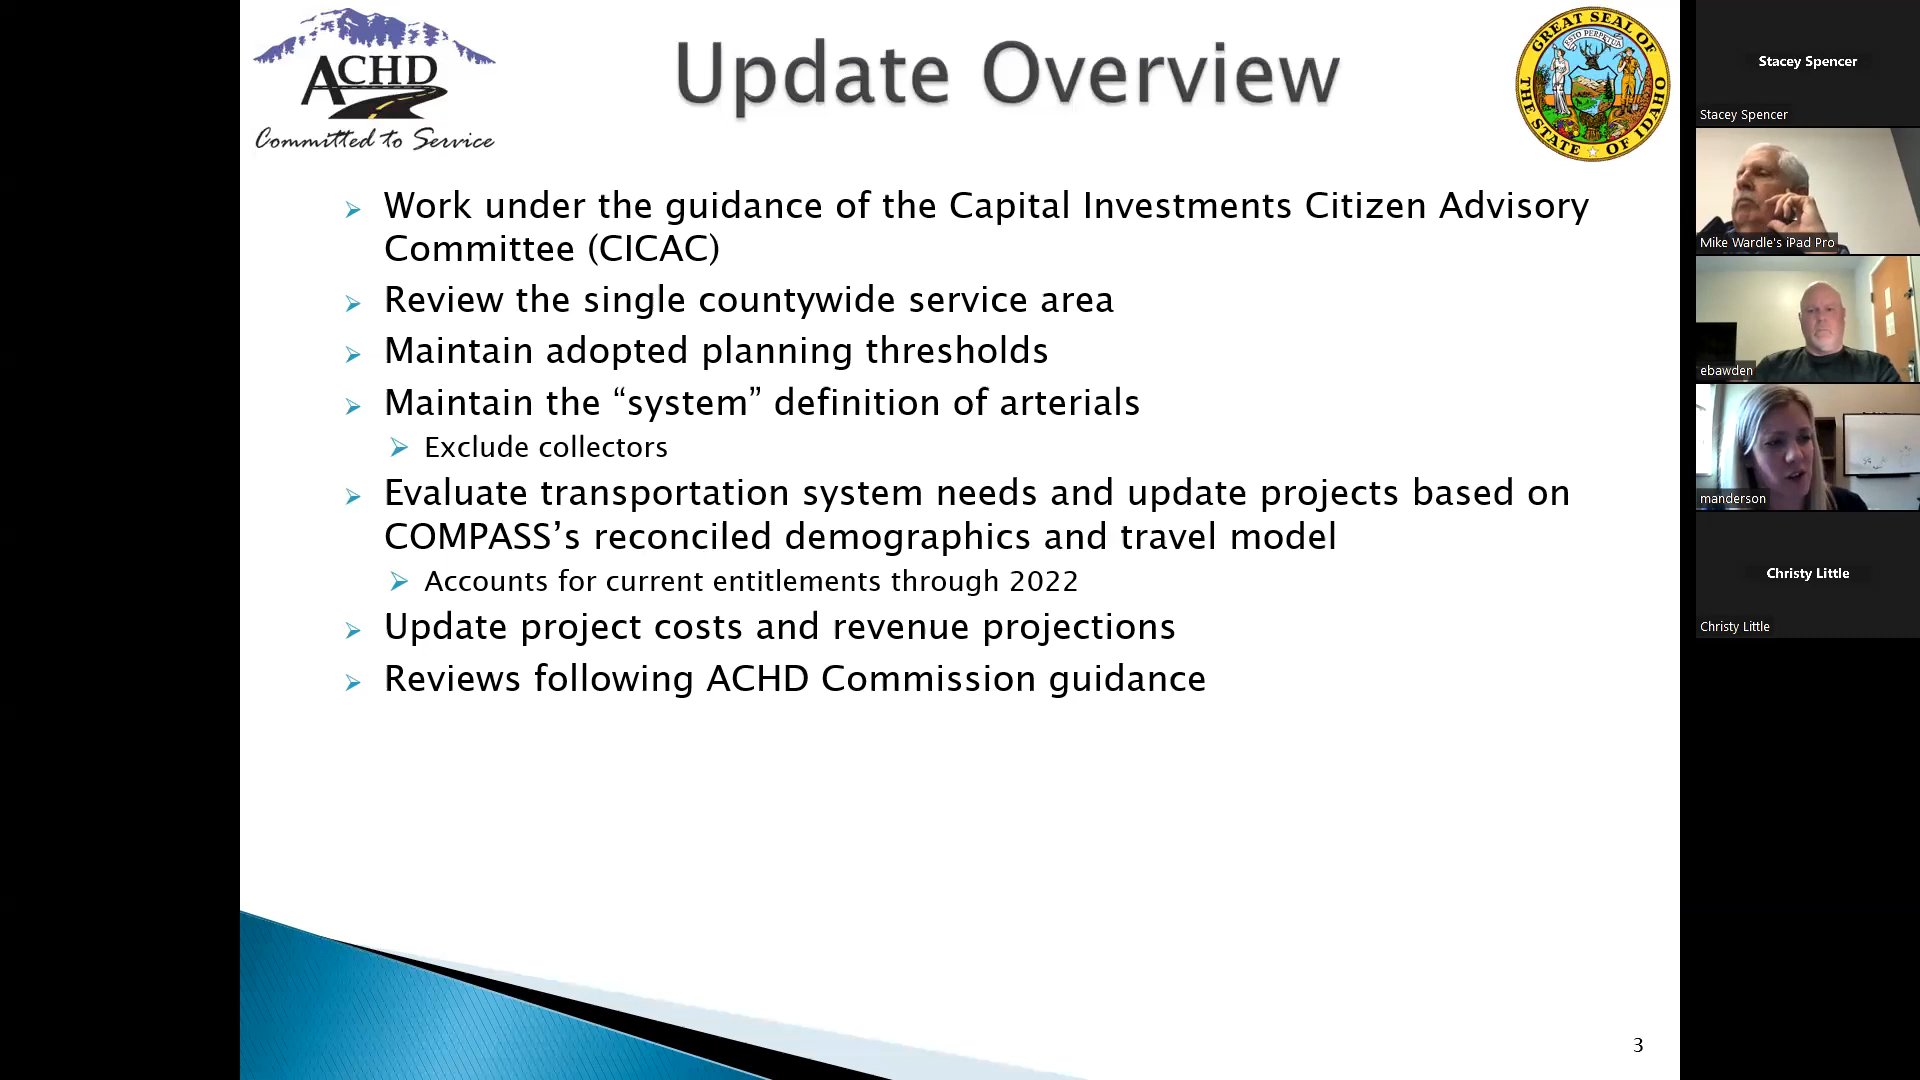 ACHD
Committed to Service
Update Overview
GREAT SEAL OF
THE STATE OF IDAHO
ESTO PERPETUA
Work under the guidance of the Capital Investments Citizen Advisory
Committee (CICAC)
Review the single countywide service area
Maintain adopted planning thresholds
Maintain the “system” definition of arterials
Exclude collectors
Evaluate transportation system needs and update projects based on
COMPASS’s reconciled demographics and travel model
Accounts for current entitlements through 2022
Update project costs and revenue projections
Reviews following ACHD Commission guidance
3
Stacey Spencer
Stacey Spencer
Mike Wardle's iPad Pro
ebawden
manderson
Christy Little
Christy Little